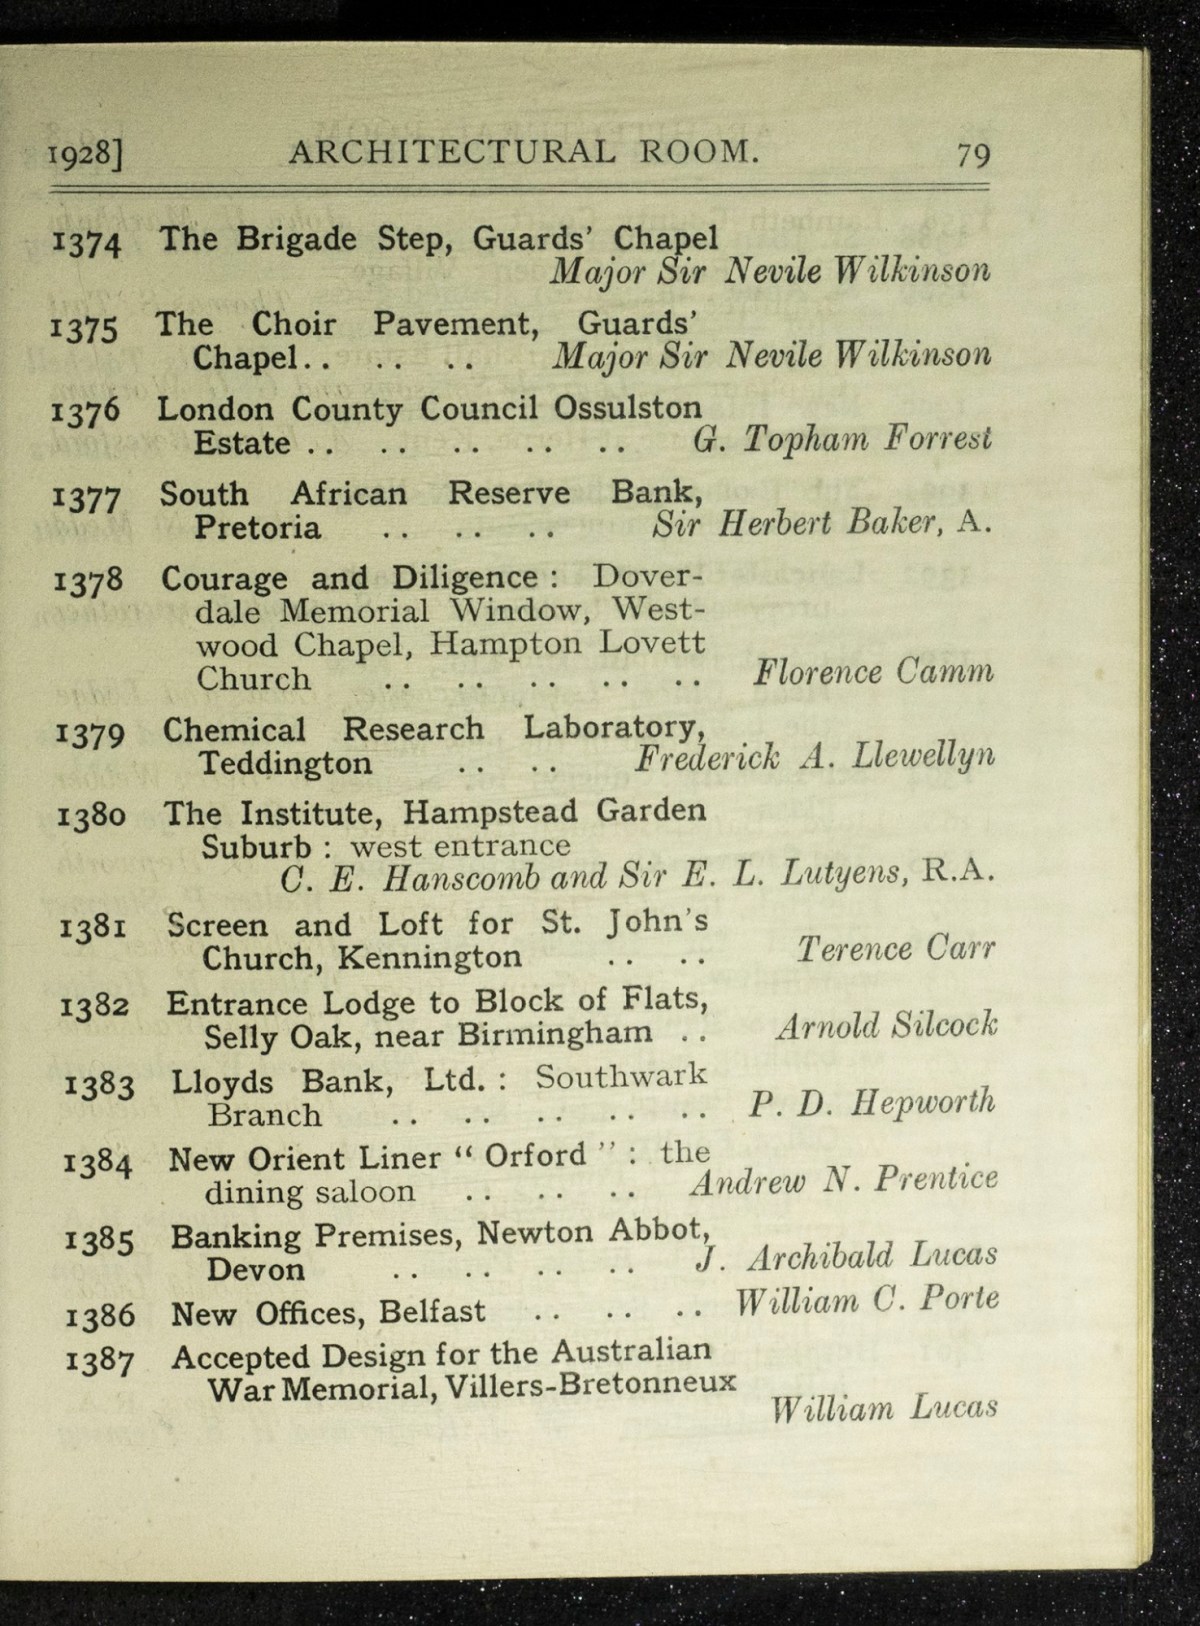 1928] ARCHITECTURAL ROOM. 79
1374 The Brigade Step, Guards' Chapel
Major Sir Nevile Wilkinson
1375 The Choir Pavement, Guards'
Chapel.. .. .. Major Sir Nevile Wilkinson
1376 London County Council Ossulston
Estate .. .. .. .. .. G. Topham Forrest
1377 South African Reserve Bank,
Pretoria .. .. .. Sir Herbert Baker, A.
1378 Courage and Diligence : Dover-
dale Memorial Window, West-
wood Chapel, Hampton Lovett
Church .. .. .. .. .. Florence Camm
1379 Chemical Research Laboratory,
Teddington .. .. Frederick A. Llewellyn
1380 The Institute, Hampstead Garden
Suburb : west entrance
C. E. Hanscomb and Sir E. L. Lutyens, R.A.
1381 Screen and Loft for St. John's
Church, Kennington .. .. Terence Carr
1382 Entrance Lodge to Block of Flats,
Selly Oak, near Birmingham .. Arnold Silcock
1383 Lloyds Bank, Ltd. : Southwark
Branch .. .. .. .. .. P. D. Hepworth
1384 New Orient Liner " Orford " : the
dining saloon .. .. .. Andrew N. Prentice
1385 Banking Premises, Newton Abbot,
Devon .. .. .. .. J. Archibald Lucas
1386 New Offices, Belfast .. .. .. William C. Porte
1387 Accepted Design for the Australian
War Memorial, Villers-Bretonneux
William Lucas